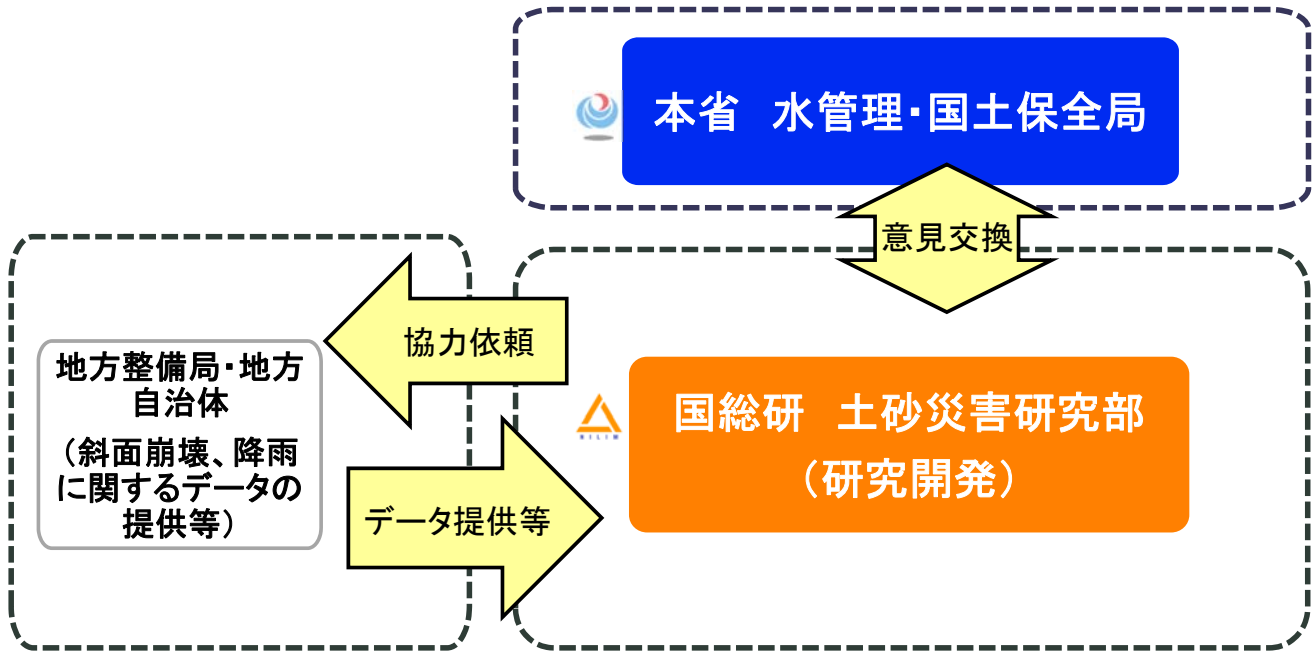 本省　水管理・国土保全局
意見交換
協力依頼
地方整備局・地方
自治体
（斜面崩壊、降雨
に関するデータの
提供等）
国総研　土砂災害研究部
（研究開発）
NILIM
データ提供等